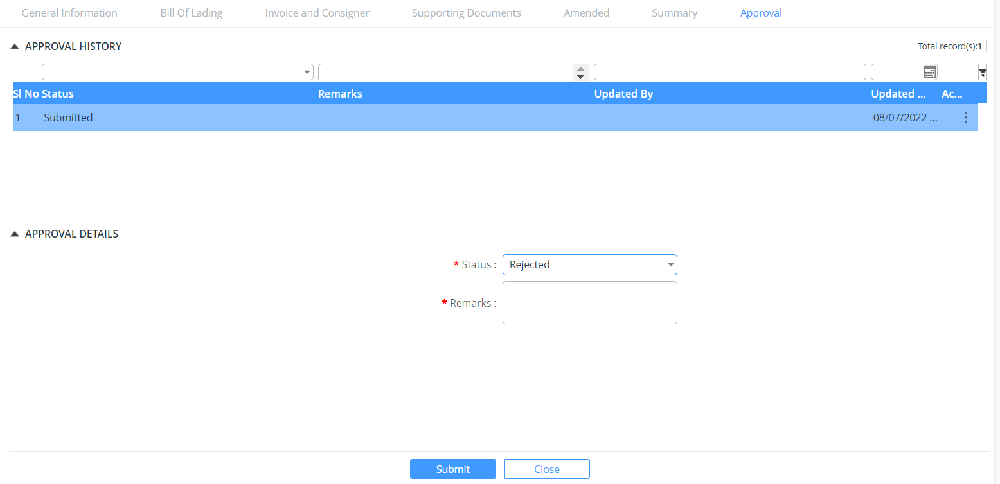 General Information Bill Of Lading Invoice and Consigner Supporting Documents Amended Summary Approval
APPROVAL HISTORY Total record(s):1
Sl No Status Remarks Updated By Updated ... Ac...
1 Submitted 08/07/2022 ...
APPROVAL DETAILS
* Status : Rejected
* Remarks :
Submit Close